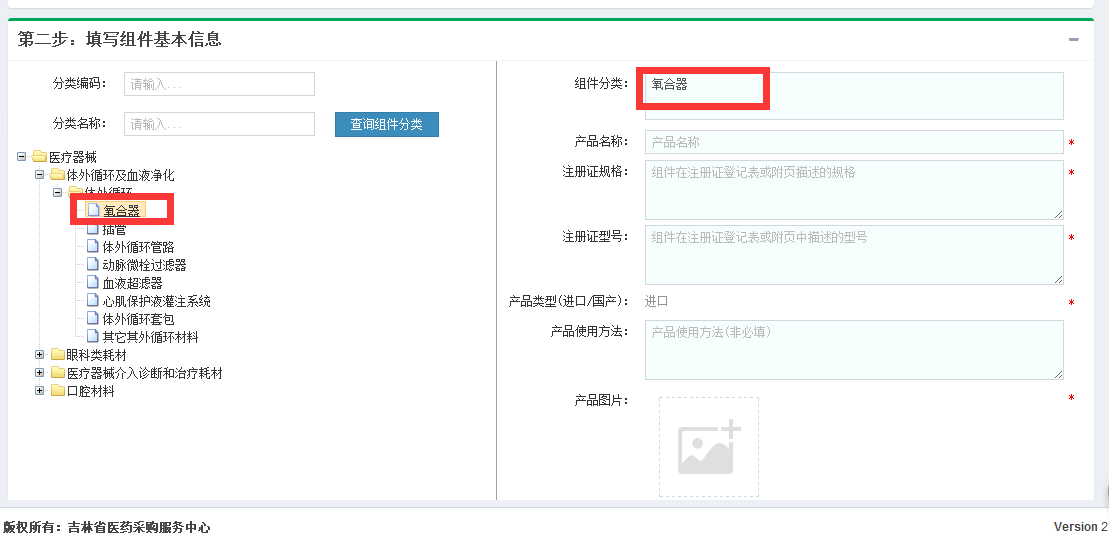 第二步：填写组件基本信息
分类编码：
请输入...
分类名称：
请输入...
查询组件分类
医疗器械
体外循环及血液净化
体外循环
氧合器
插管
体外循环管路
动脉微栓过滤器
血液超滤器
心肌保护液灌注系统
体外循环套包
其它其外循环材料
眼科类耗材
医疗器械介入诊断和治疗耗材
口腔材料
组件分类：
氧合器
产品名称：
产品名称
*
注册证规格：
组件在注册证登记表或附页描述的规格
*
注册证型号：
组件在注册证登记表或附页中描述的型号
*
产品类型(进口/国产)：
进口
*
产品使用方法：
产品使用方法(非必填)
产品图片：
*
版权所有：吉林省医药采购服务中心
Version 2